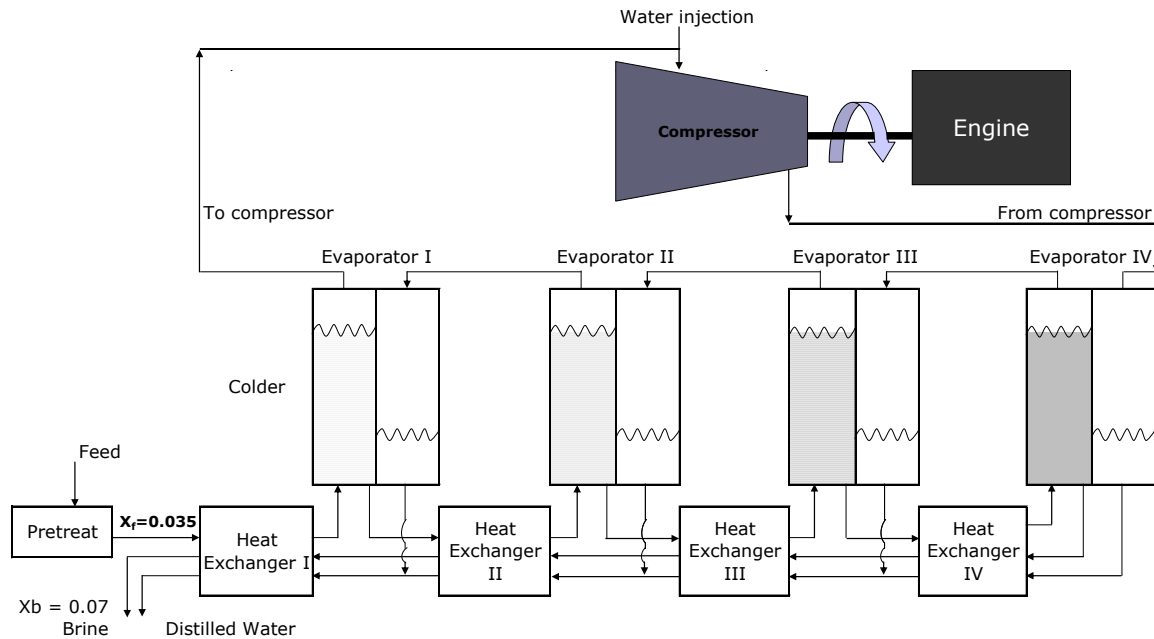 Water injection
Compressor
Engine
To compressor
From compressor
Evaporator I
Evaporator II
Evaporator III
Evaporator IV
Colder
Feed
Pretreat
Xf=0.035
Heat
Exchanger I
Heat
Exchanger
II
Heat
Exchanger
III
Heat
Exchanger
IV
Xb = 0.07
Brine
Distilled Water